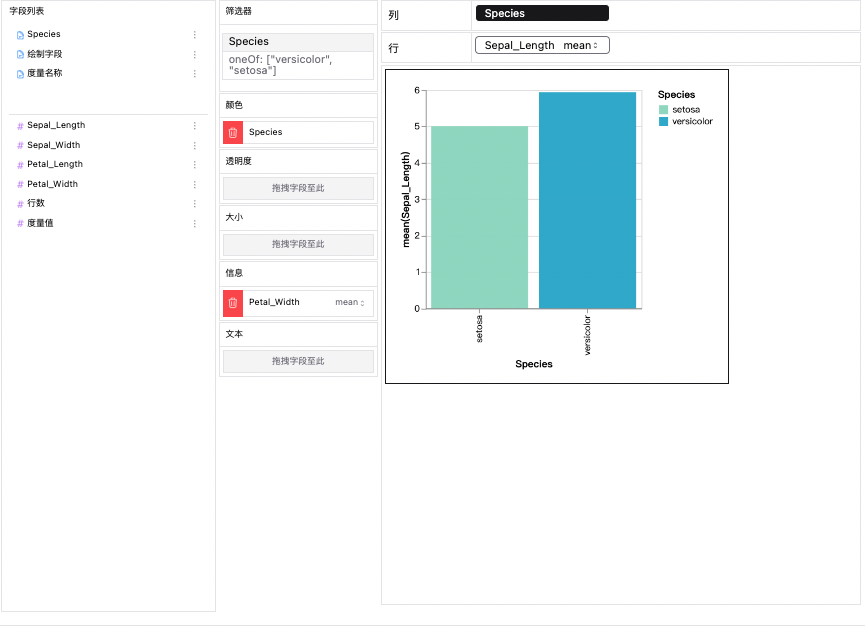 字段列表
Species
绘制字段
度量名称
Sepal_Length
Sepal_Width
Petal_Length
Petal_Width
行数
度量值
筛选器
Species
oneOf: ["versicolor",
"setosa"]
颜色
Species
透明度
拖拽字段至此
大小
拖拽字段至此
信息
Petal_Width mean
文本
拖拽字段至此
列
Species
行
Sepal_Length mean
mean(Sepal_Length)
6
5
4
3
2
1
0
setosa
versicolor
Species
Species
setosa
versicolor